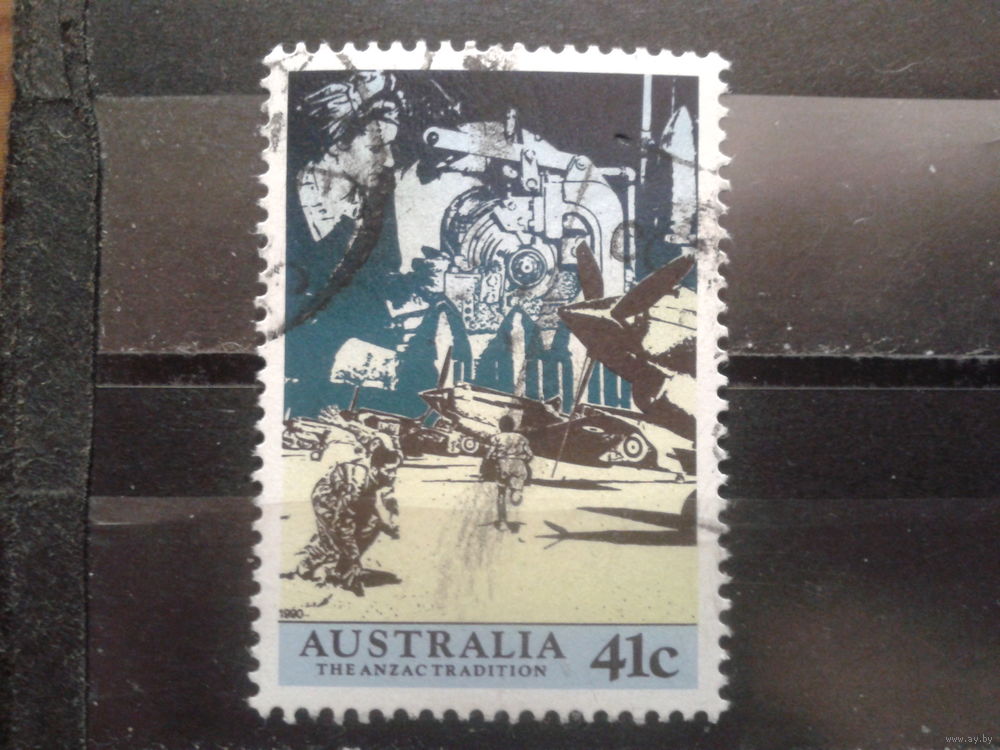 1990
AUSTRALIA
THE ANZAC TRADITION
41c
www.ay.by